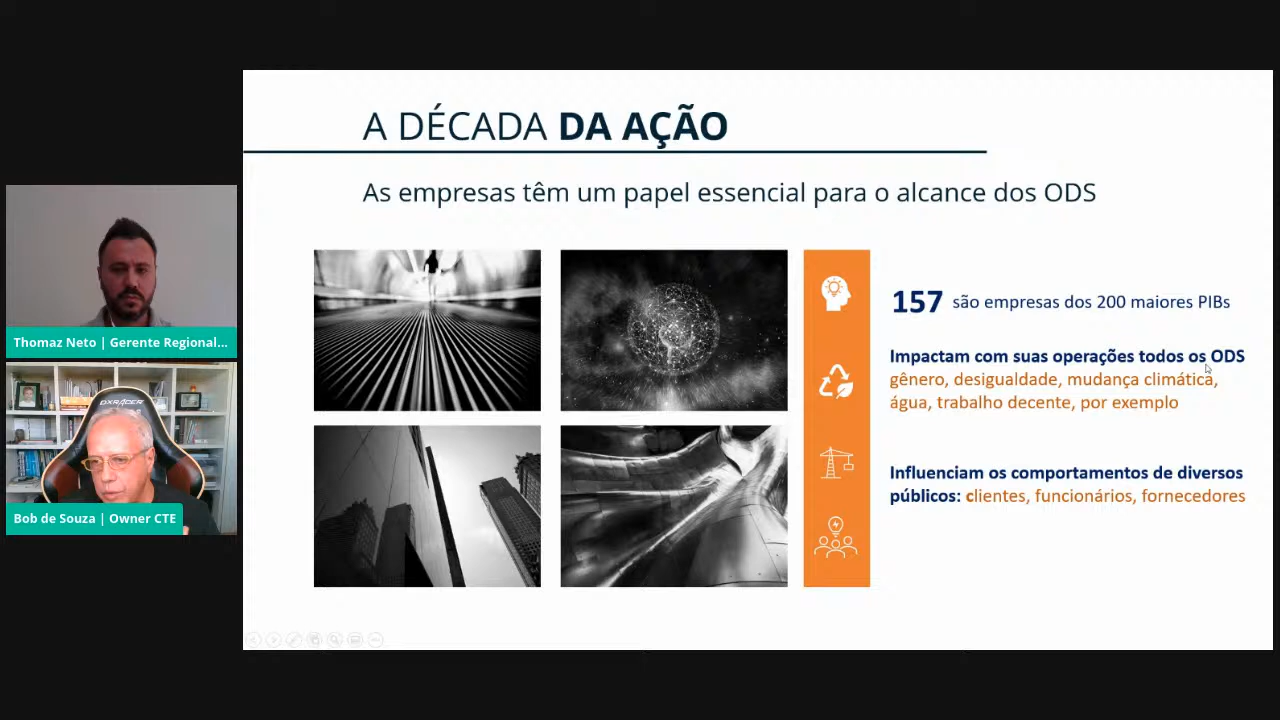 A DÉCADA DA AÇÃO
As empresas têm um papel essencial para o alcance dos ODS
157 são empresas dos 200 maiores PIBs
Impactam com suas operações todos os ODS
gênero, desigualdade, mudança climática,
água, trabalho decente, por exemplo
Influenciam os comportamentos de diversos
públicos: clientes, funcionários, fornecedores
Thomaz Neto | Gerente Regional...
DXRACER
Bob de Souza | Owner CTE